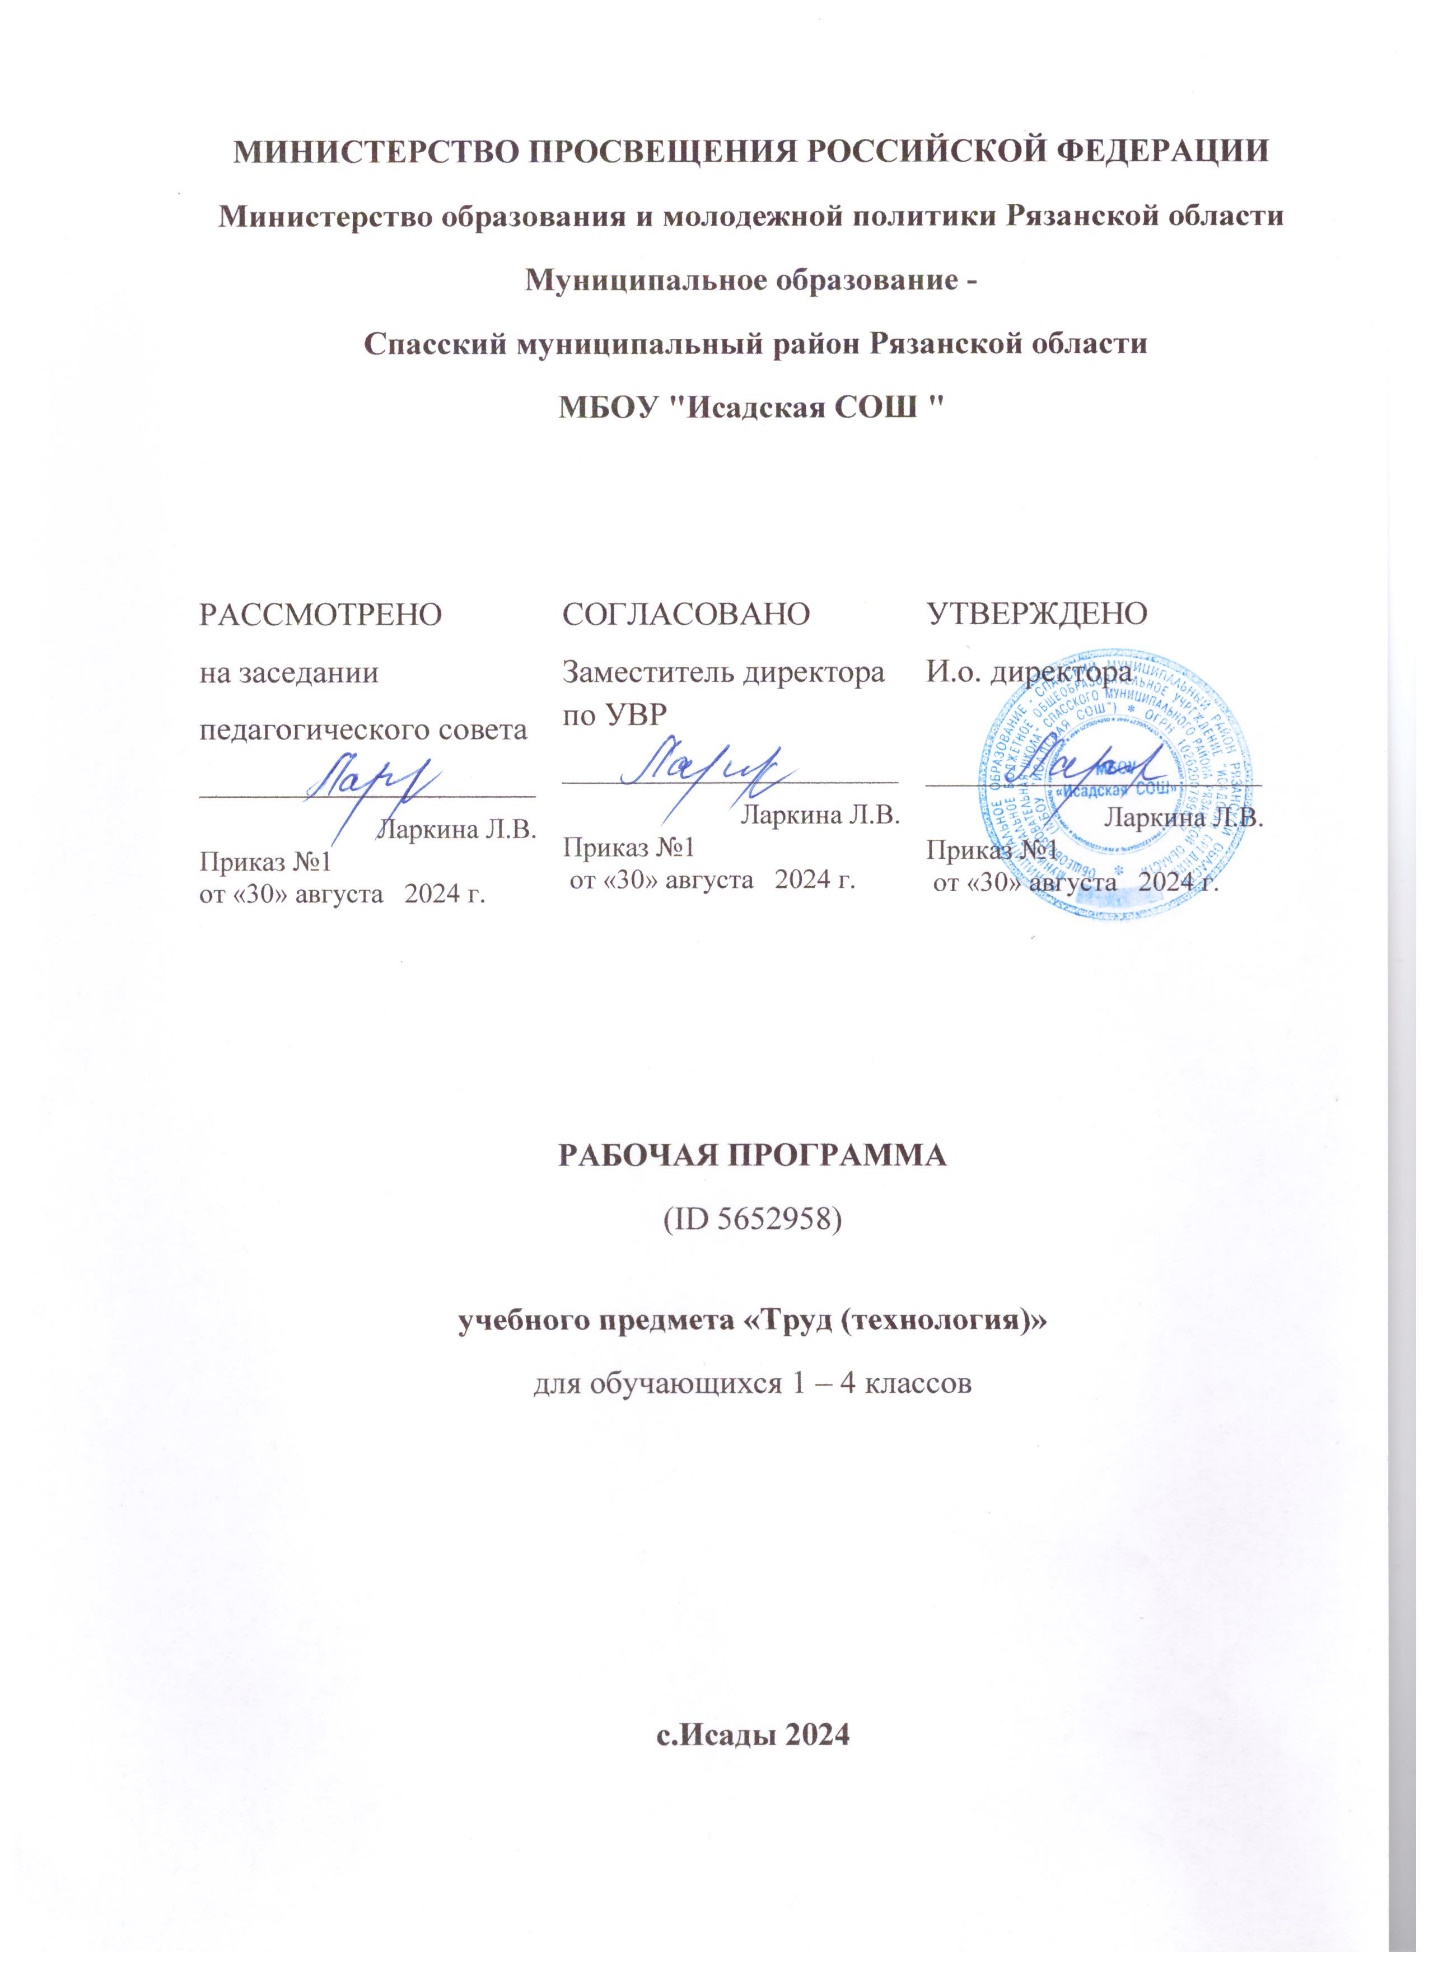 МИНИСТЕРСТВО ПРОСВЕЩЕНИЯ РОССИЙСКОЙ ФЕДЕРАЦИИ
Министерство образования и молодежной политики Рязанской области
Муниципальное образование -
Спасский муниципальный район Рязанской области
МБОУ "Исадская СОШ "
РАССМОТРЕНО
на заседании
педагогического совета
Ларкина Л.В.
Приказ №1
от «30» августа 2024 г.
СОГЛАСОВАНО
Заместитель директора
по УВР
Ларкина Л.В.
Приказ №1
от «30» августа 2024 г.
УТВЕРЖДЕНО
И.о. директора
МБОУ
«Исадская СОШ»
Ларкина Л.В.
Приказ №1
от «30» августа 2024 г.
РАБОЧАЯ ПРОГРАММА
(ID 5652958)
учебного предмета «Труд (технология)»
для обучающихся 1 – 4 классов
с.Исады 2024